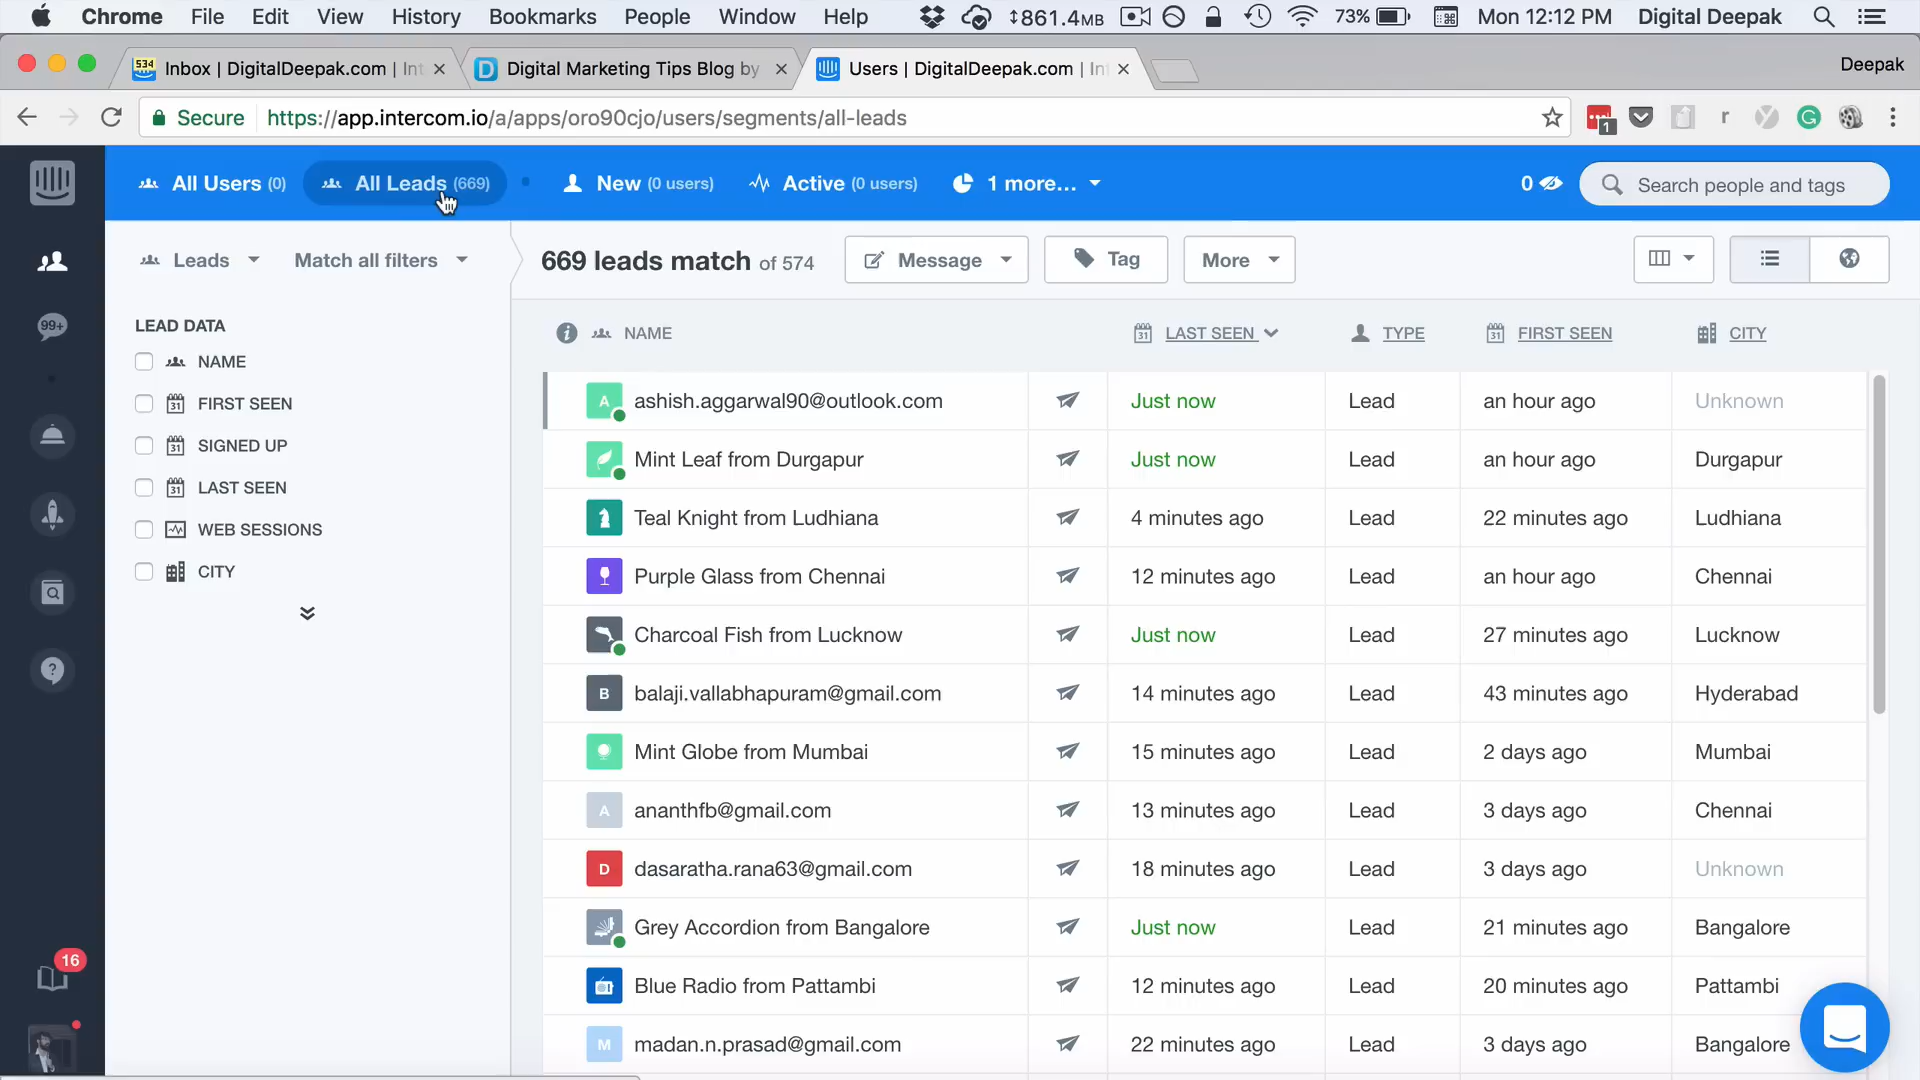 Chrome File Edit View History Bookmarks People Window Help ↕861.4MB 73% Mon 12:12 PM Digital Deepak
534 Inbox | DigitalDeepak.com | Int Digital Marketing Tips Blog by Users | DigitalDeepak.com | In Deepak
Secure https://app.intercom.io/a/apps/oro90cjo/users/segments/all-leads 1 r
All Users (0) All Leads (669) New (0 users) Active (0 users) 1 more... 0 Search people and tags
Leads Match all filters 669 leads match of 574 Message Tag More
99+
LEAD DATA
NAME
FIRST SEEN
SIGNED UP
LAST SEEN
WEB SESSIONS
CITY
NAME 31 LAST SEEN TYPE 31 FIRST SEEN CITY
A ashish.aggarwal90@outlook.com Just now Lead an hour ago Unknown
Mint Leaf from Durgapur Just now Lead an hour ago Durgapur
Teal Knight from Ludhiana 4 minutes ago Lead 22 minutes ago Ludhiana
Purple Glass from Chennai 12 minutes ago Lead an hour ago Chennai
Charcoal Fish from Lucknow Just now Lead 27 minutes ago Lucknow
B balaji.vallabhapuram@gmail.com 14 minutes ago Lead 43 minutes ago Hyderabad
Mint Globe from Mumbai 15 minutes ago Lead 2 days ago Mumbai
A ananthfb@gmail.com 13 minutes ago Lead 3 days ago Chennai
D dasaratha.rana63@gmail.com 18 minutes ago Lead 3 days ago Unknown
Grey Accordion from Bangalore Just now Lead 21 minutes ago Bangalore
16
Blue Radio from Pattambi 12 minutes ago Lead 20 minutes ago Pattambi
M madan.n.prasad@gmail.com 22 minutes ago Lead 3 days ago Bangalore